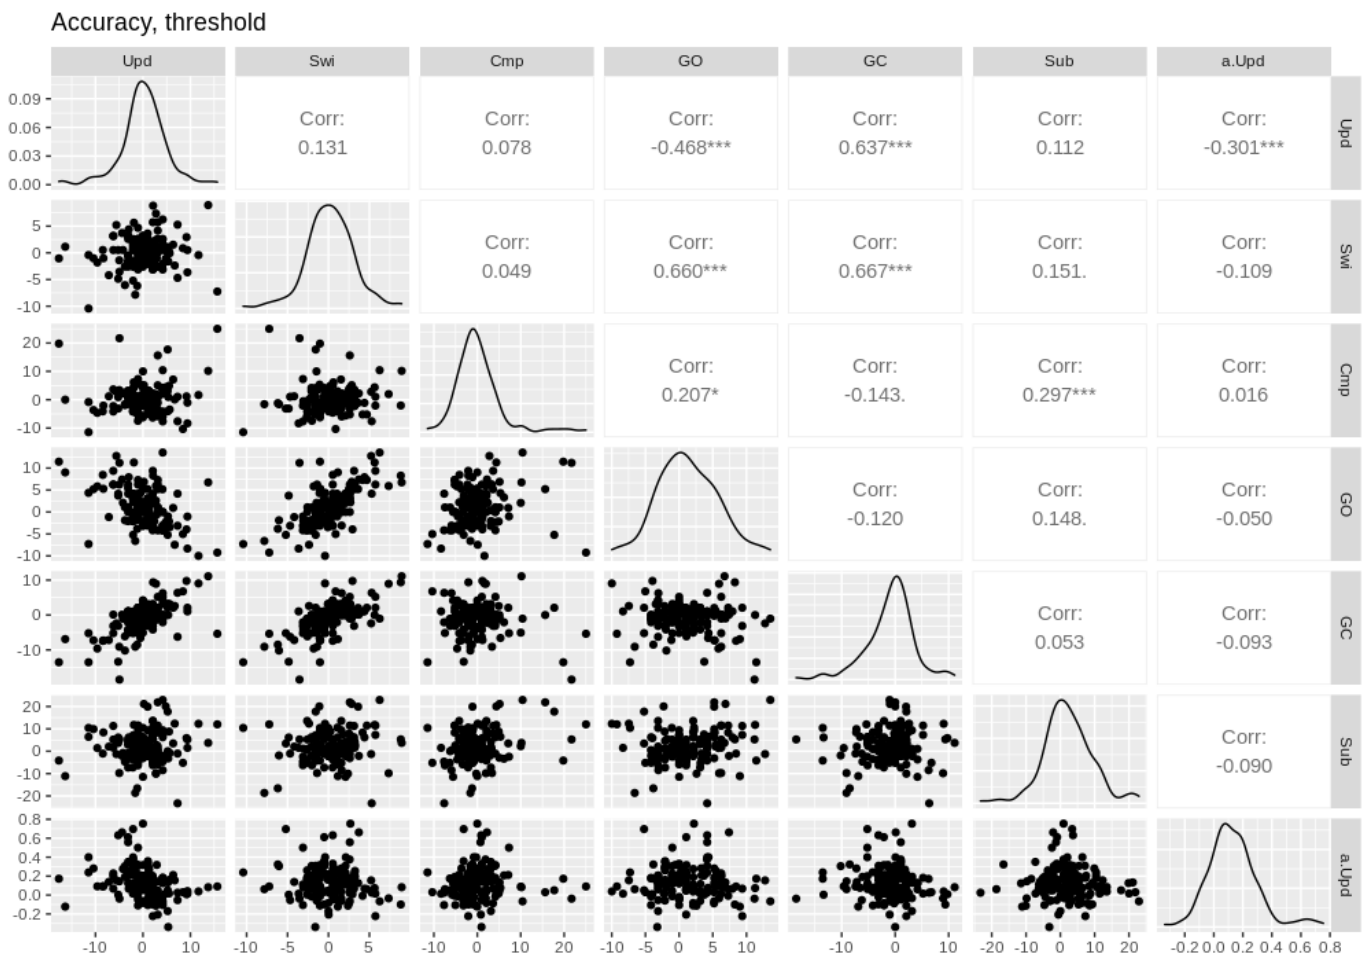 Accuracy, threshold
Upd Swi Cmp GO GC Sub a.Upd
0.09
0.06
0.03
0.00
Corr: Corr: Corr: Corr: Corr: Corr:
0.131 0.078 -0.468*** 0.637*** 0.112 -0.301***
Upd
5
0
-5
-10
Corr: Corr: Corr: Corr: Corr:
0.049 0.660*** 0.667*** 0.151. -0.109
Swi
20
10
0
-10
Corr: Corr: Corr: Corr:
0.207* -0.143. 0.297*** 0.016
Cmp
10
5
0
-5
-10
Corr: Corr: Corr:
-0.120 0.148. -0.050
GO
10
0
-10
Corr: Corr:
0.053 -0.093
GC
20
10
0
-10
-20
Corr:
-0.090
Sub
0.8
0.6
0.4
0.2
0.0
-0.2
a.Upd
-10 0 10 -10 -5 0 5 -10 0 10 20 -10 -5 0 5 10 -10 0 10 -20 -10 0 10 20 -0.2 0.0 0.2 0.4 0.6 0.8